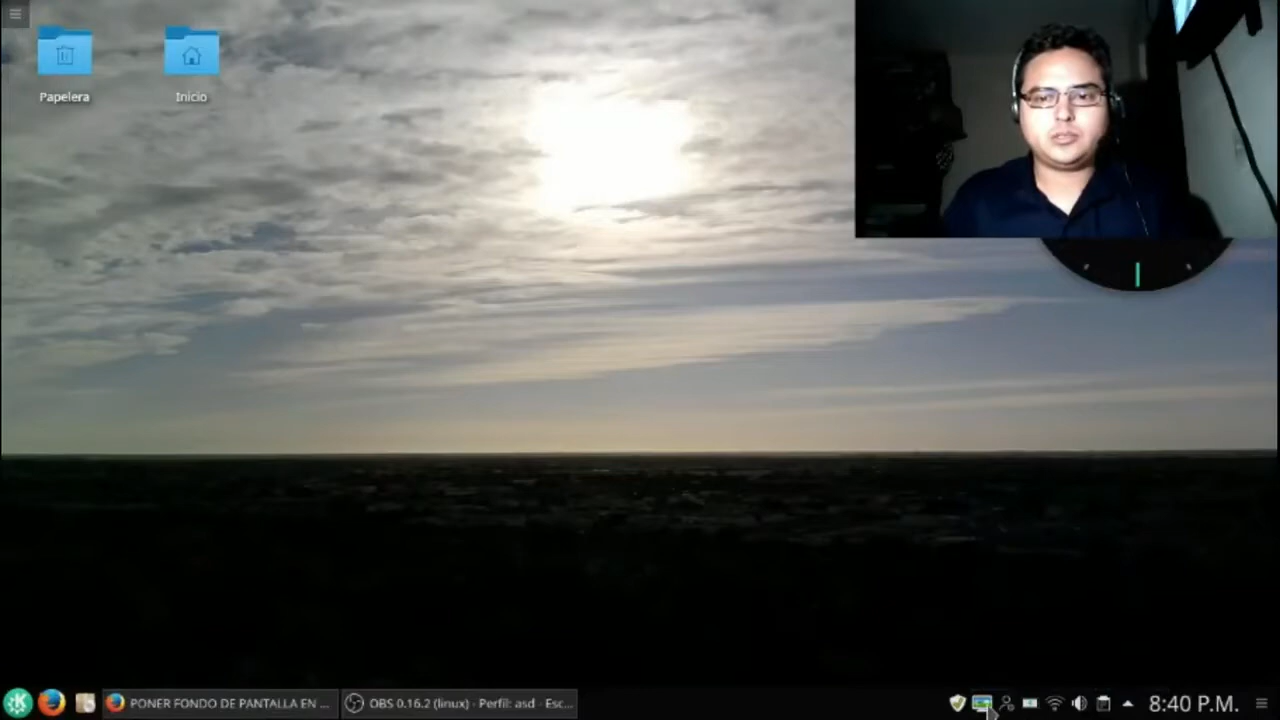 Papelera
Inicio
PONER FONDO DE PANTALLA EN ...
OBS 0.16.2 (linux) - Perfil: asd - Esc...
8:40 P.M.